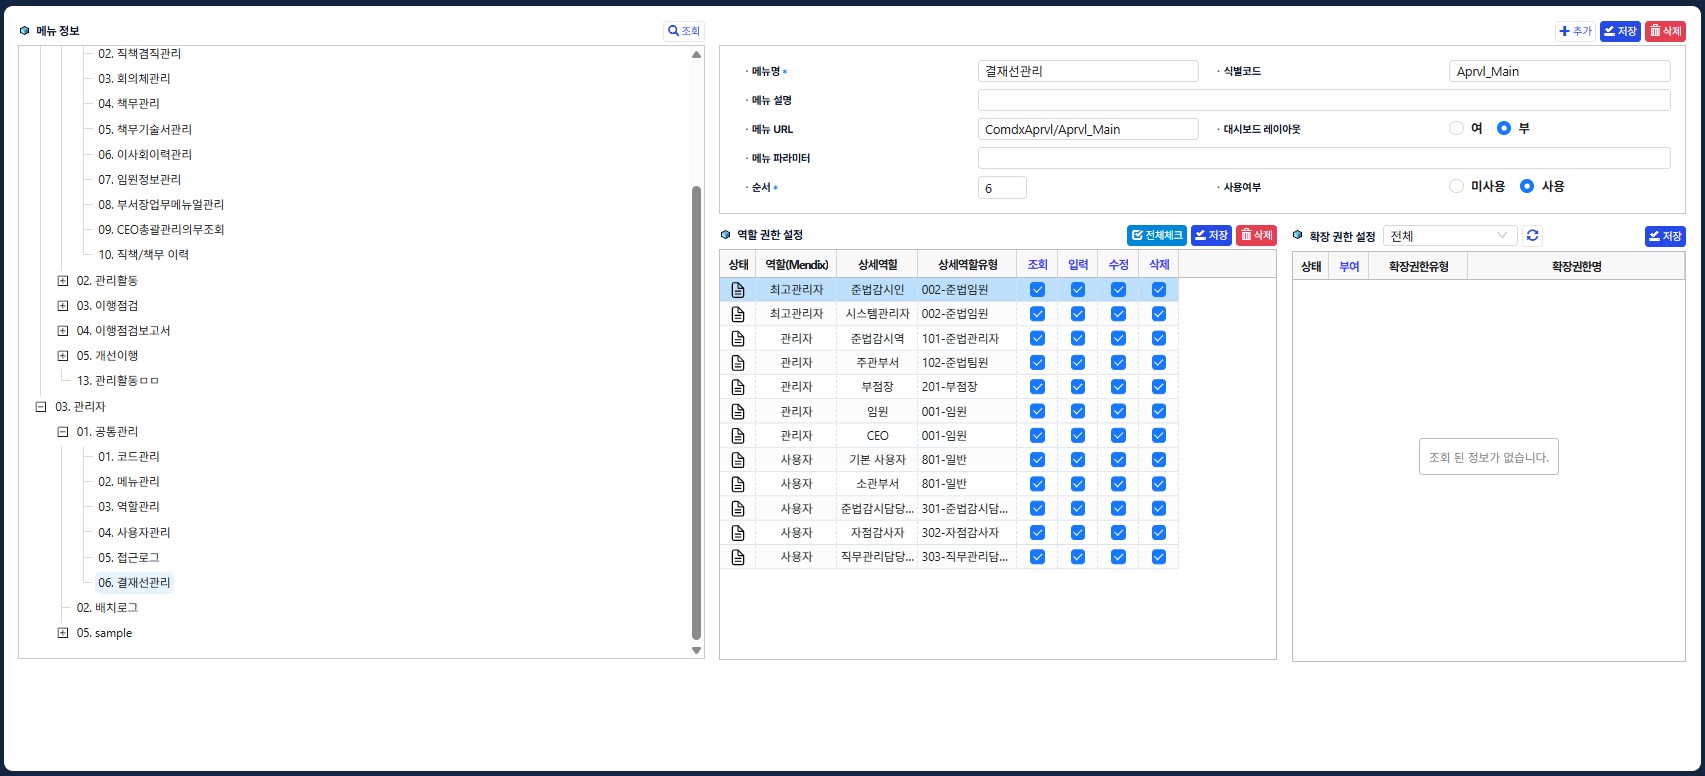 메뉴 정보
조회
02. 직책겸직관리
03. 회의체관리
04. 책무관리
05. 책무기술서관리
06. 이사회이력관리
07. 임원정보관리
08. 부서장업무메뉴얼관리
09. CEO총괄관리의무조회
10. 직책/책무 이력
02. 관리활동
03. 이행점검
04. 이행점검보고서
05. 개선이행
13. 관리활동ㅁㅁ
03. 관리자
01. 공통관리
01. 코드관리
02. 메뉴관리
03. 역할관리
04. 사용자관리
05. 접근로그
06. 결재선관리
02. 배치로그
05. sample
추가 저장 삭제
· 메뉴명 * 결재선관리 · 식별코드 Aprvl_Main
· 메뉴 설명
· 메뉴 URL ComdxAprvl/Aprvl_Main · 대시보드 레이아웃 여 부
· 메뉴 파라미터
· 순서 * 6 · 사용여부 미사용 사용
역할 권한 설정 전체체크 저장 삭제
상태 역할(Mendix) 상세역할 상세역할유형 조회 입력 수정 삭제
최고관리자 준법감시인 002-준법임원
최고관리자 시스템관리자 002-준법임원
관리자 준법감시역 101-준법관리자
관리자 주관부서 102-준법팀원
관리자 부점장 201-부점장
관리자 임원 001-임원
관리자 CEO 001-임원
사용자 기본 사용자 801-일반
사용자 소관부서 801-일반
사용자 준법감시담당... 301-준법감시담...
사용자 자점감사자 302-자점감사자
사용자 직무관리담당... 303-직무관리담...
확장 권한 설정 전체 저장
상태 부여 확장권한유형 확장권한명
조회 된 정보가 없습니다.